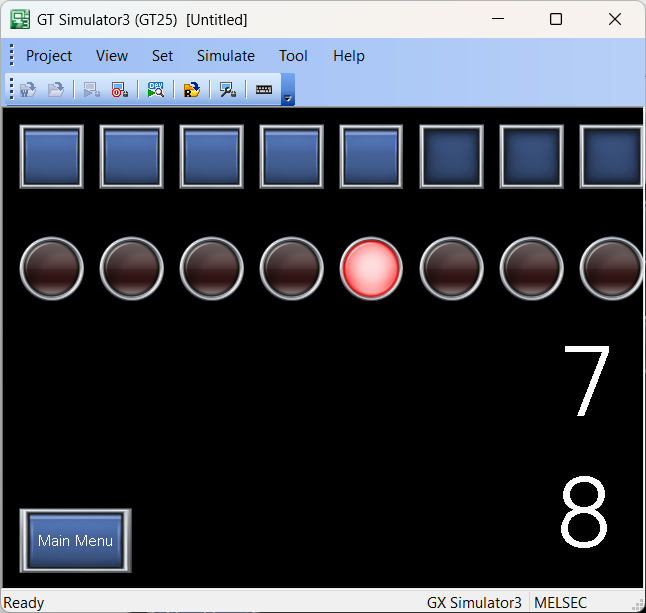 GT Simulator3 (GT25) [Untitled]
Project View Set Simulate Tool Help
7
8
Main Menu
Ready GX Simulator3 MELSEC